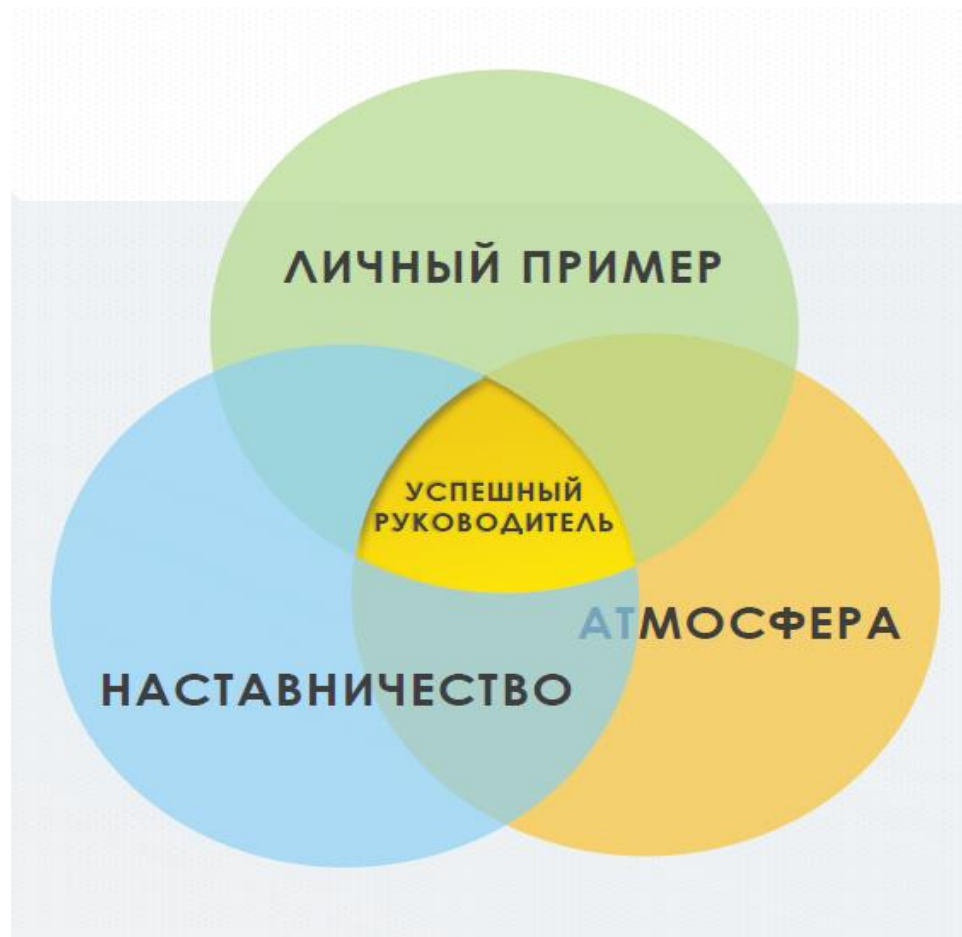 ЛИЧНЫЙ ПРИМЕР
УСПЕШНЫЙ
РУКОВОДИТЕЛЬ
АТМОСФЕРА
НАСТАВНИЧЕСТВО